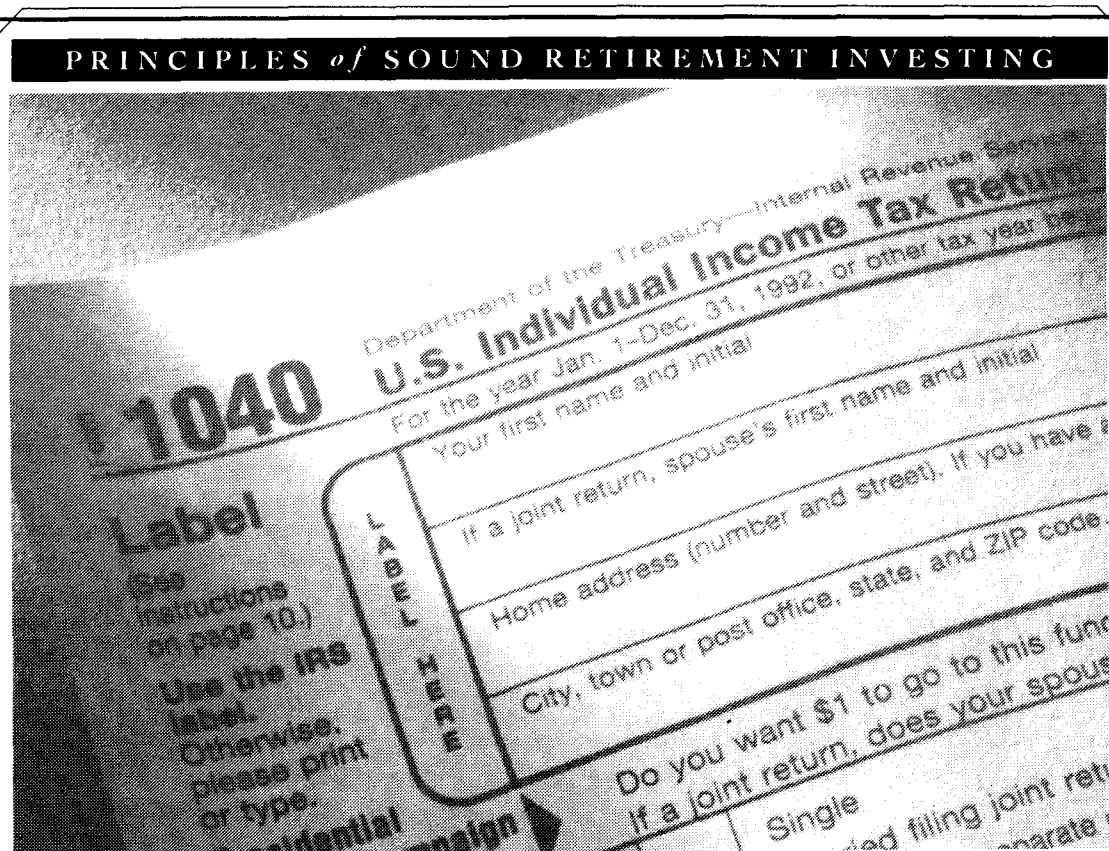 PRINCIPLES of SOUND RETIREMENT INVESTING
Department of the Treasury—Internal Revenue Service
1040
U.S. Individual Income Tax Return
For the year Jan. 1–Dec. 31, 1992, or other tax year
Your first name and initial
If a joint return, spouse's first name and initial
Home address (number and street). If you have a
City, town or post office, state, and ZIP code.
Label
(See
instructions
on page 10.)
Use the IRS
label.
Otherwise,
please print
or type.
LABEL HERE
Do you want $1 to go to this fund
If a joint return, does your spous
Single
filing joint retu